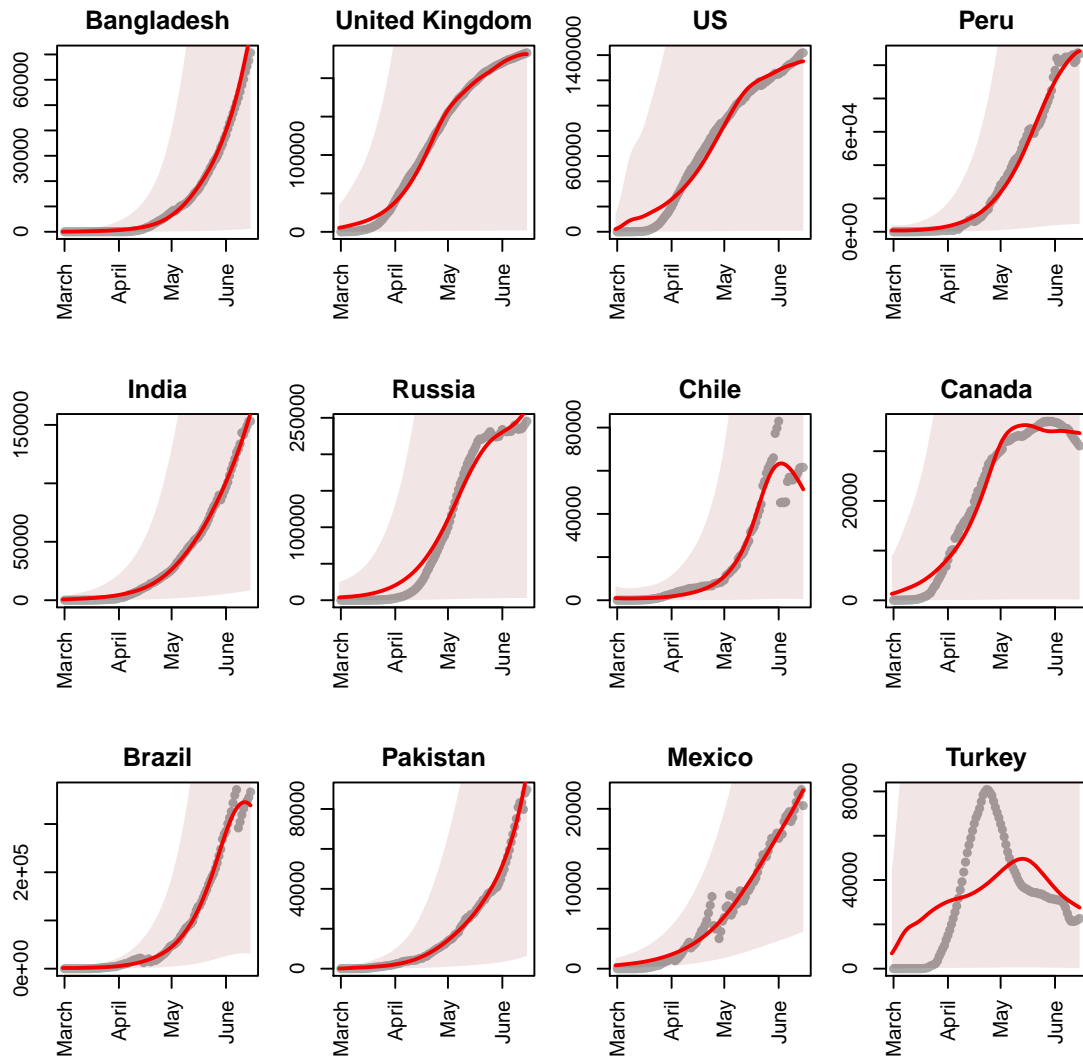 Bangladesh
60000
30000
0
March
April
May
June
United Kingdom
100000
0
March
April
May
June
US
1400000
600000
0
March
April
May
June
Peru
6e+04
0e+00
March
April
May
June
India
150000
50000
0
March
April
May
June
Russia
250000
100000
0
March
April
May
June
Chile
80000
40000
0
March
April
May
June
Canada
20000
0
March
April
May
June
Brazil
2e+05
0e+00
March
April
May
June
Pakistan
80000
40000
0
March
April
May
June
Mexico
20000
10000
0
March
April
May
June
Turkey
80000
40000
0
March
April
May
June